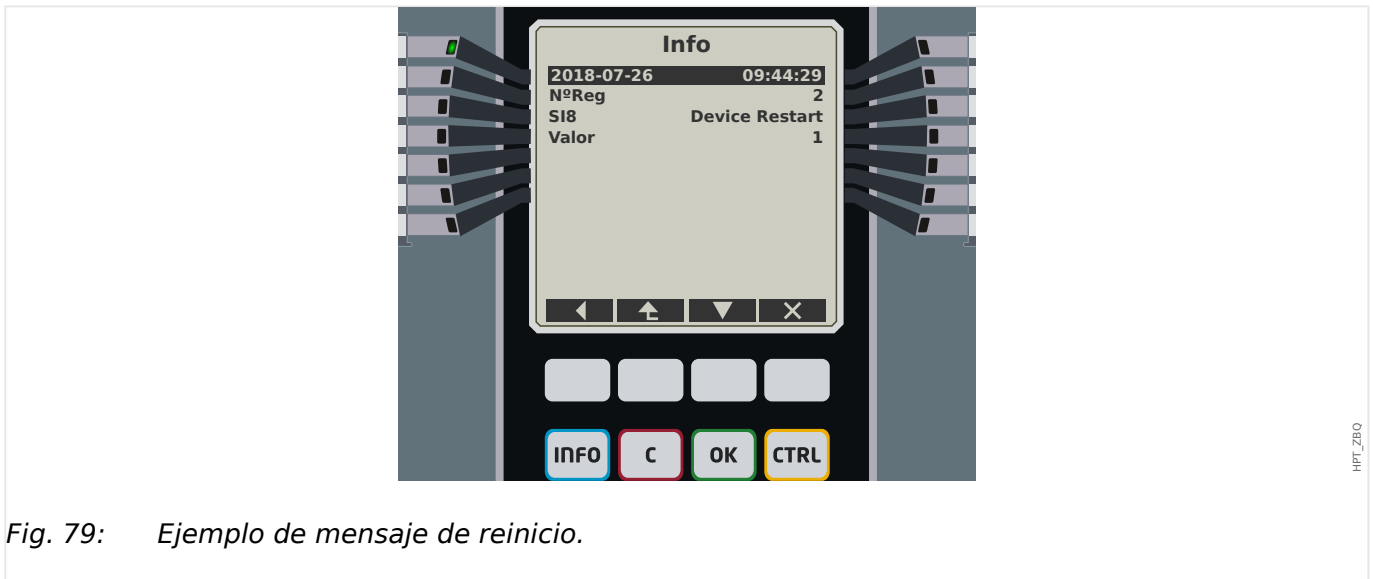 Info
2018-07-26 09:44:29
NºReg 2
SI8 Device Restart
Valor 1
INFO C OK CTRL
HPT_ZBQ
Fig. 79: Ejemplo de mensaje de reinicio.